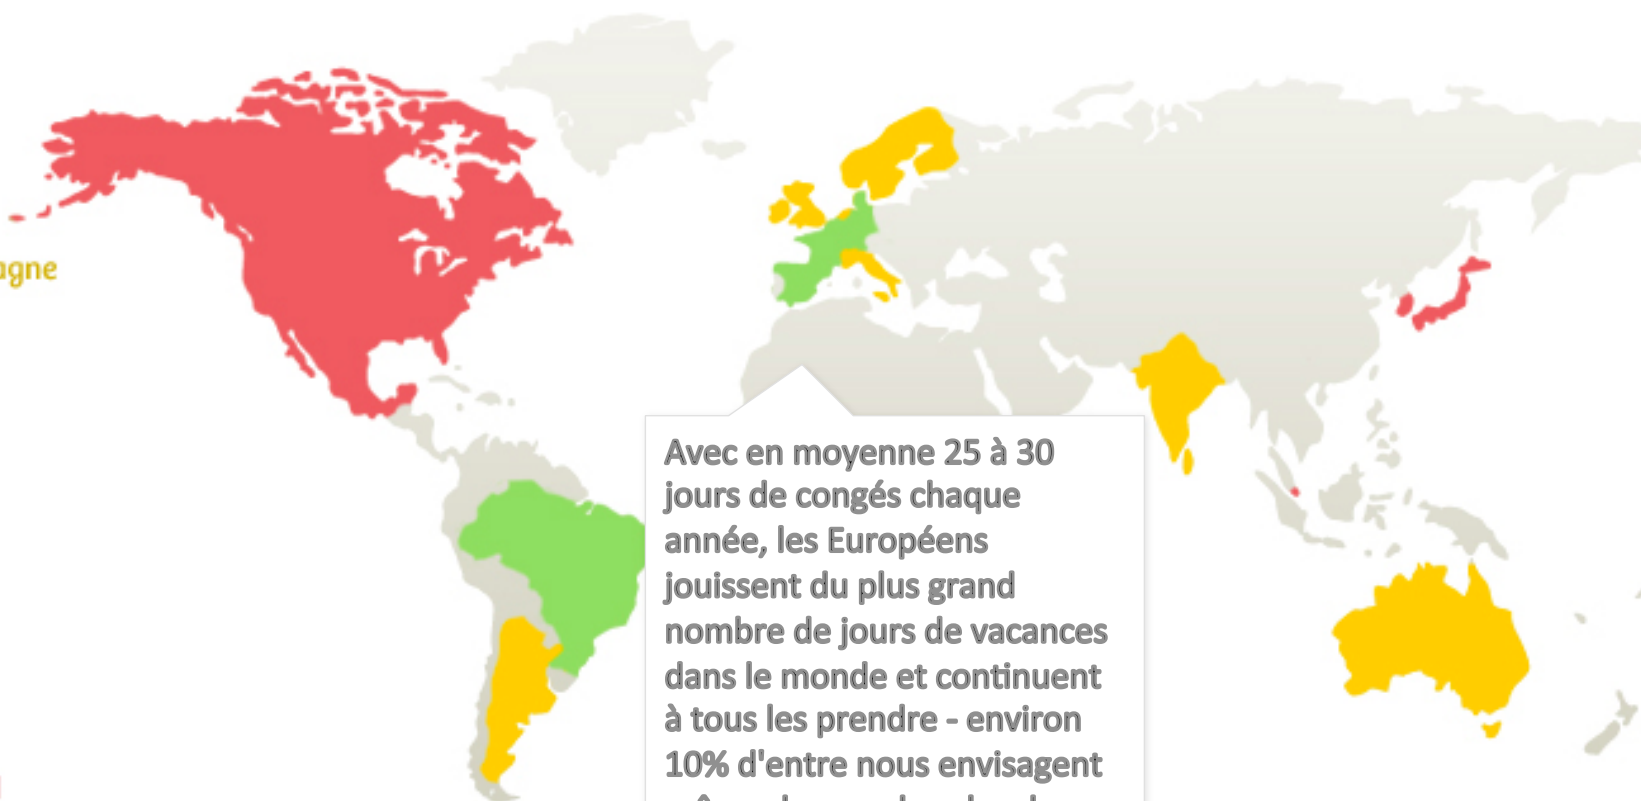 agne
Avec en moyenne 25 à 30
jours de congés chaque
année, les Européens
jouissent du plus grand
nombre de jours de vacances
dans le monde et continuent
à tous les prendre - environ
10% d'entre nous envisagent